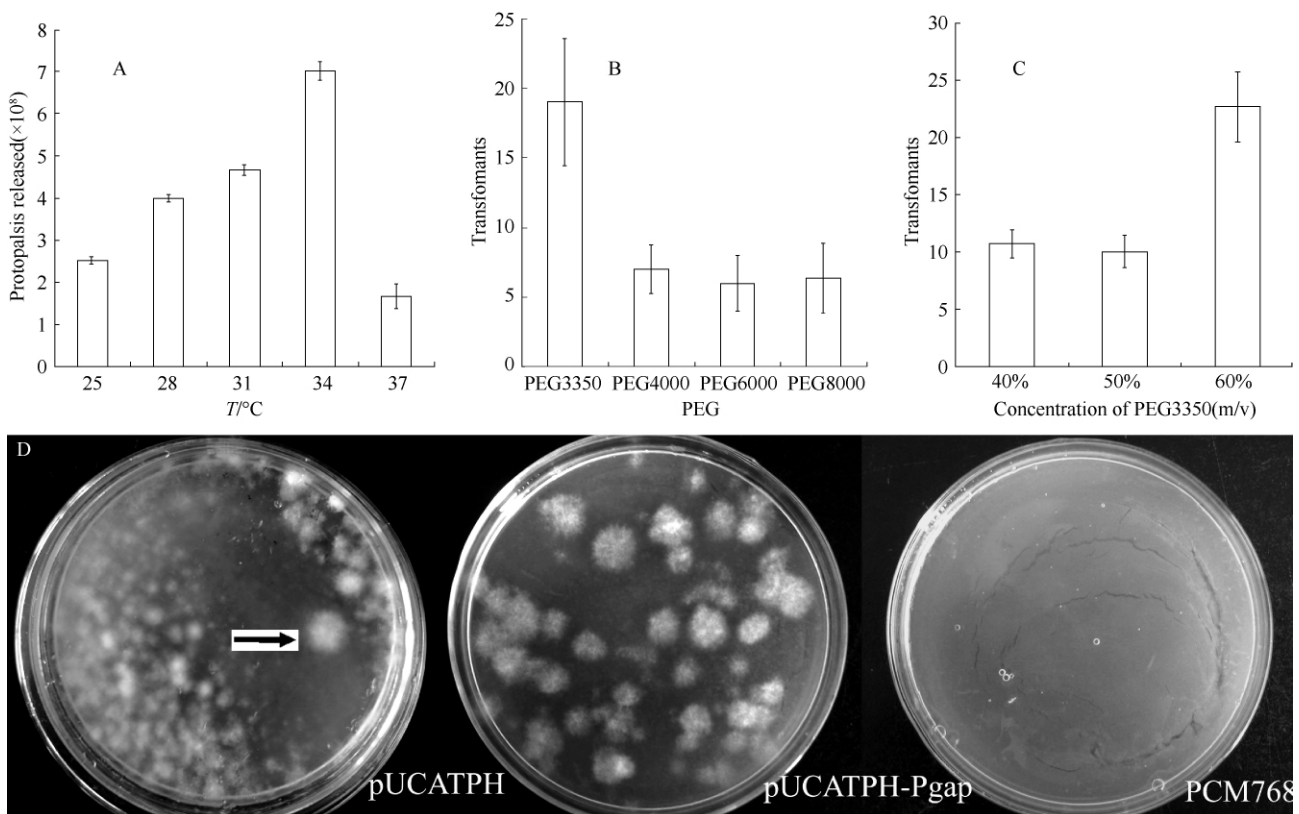 A
Protopalsis released(×10⁸)
8
7
6
5
4
3
2
1
0
25 28 31 34 37
T/°C
B
Transfomants
25
20
15
10
5
0
PEG3350 PEG4000 PEG6000 PEG8000
PEG
C
Transfomants
30
25
20
15
10
5
0
40% 50% 60%
Concentration of PEG3350(m/v)
D
pUCATPH
pUCATPH-Pgap
PCM768